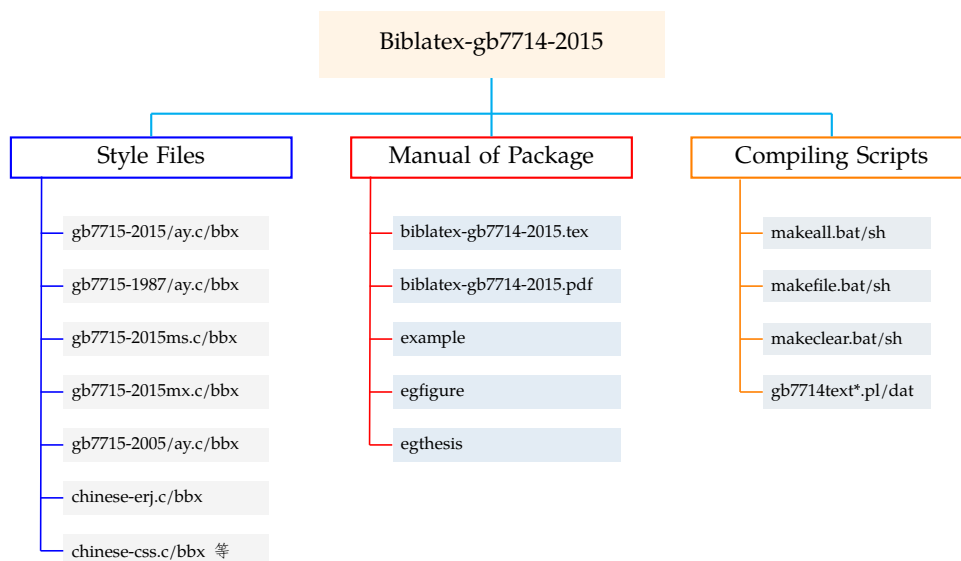 Biblatex-gb7714-2015
Style Files
gb7715-2015/ay.c/bbx
gb7715-1987/ay.c/bbx
gb7715-2015ms.c/bbx
gb7715-2015mx.c/bbx
gb7715-2005/ay.c/bbx
chinese-erj.c/bbx
chinese-css.c/bbx 等
Manual of Package
biblatex-gb7714-2015.tex
biblatex-gb7714-2015.pdf
example
egfigure
egthesis
Compiling Scripts
makeall.bat/sh
makefile.bat/sh
makeclear.bat/sh
gb7714text*.pl/dat